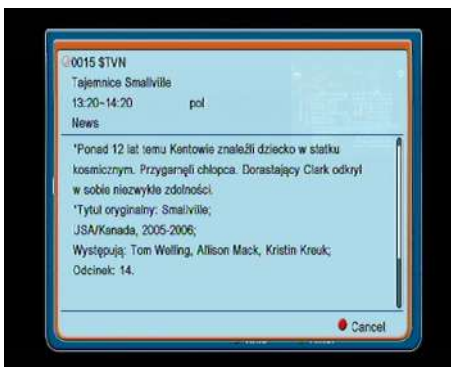 0015 $TVN
Tajemnice Smallville
13:20~14:20 pol
News
"Ponad 12 lat temu Kentowie znaleźli dziecko w statku
kosmicznym. Przygarnęli chłopca. Dorastający Clark odkrył
w sobie niezwykłe zdolności.
"Tytuł oryginalny: Smallville;
JSA/Kanada, 2005-2006;
Występują: Tom Welling, Allison Mack, Kristin Kreuk;
Odcinek: 14.
Cancel